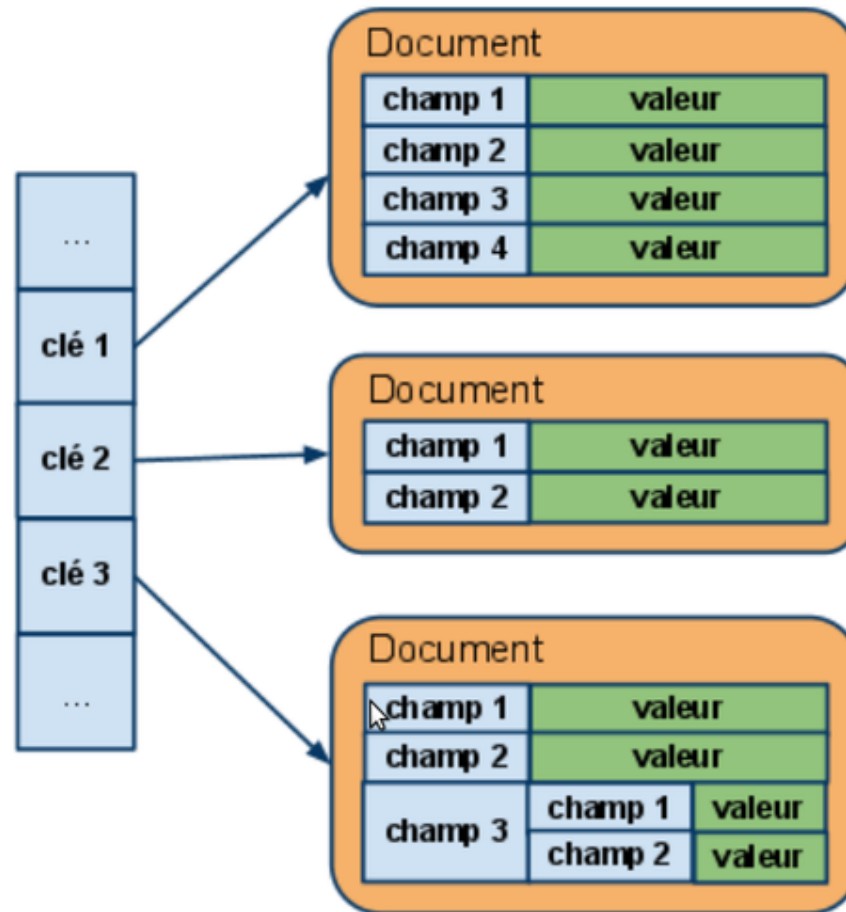 ...
clé 1
clé 2
clé 3
...
Document
champ 1 valeur
champ 2 valeur
champ 3 valeur
champ 4 valeur
Document
champ 1 valeur
champ 2 valeur
Document
champ 1 valeur
champ 2 valeur
champ 3 champ 1 valeur
champ 2 valeur